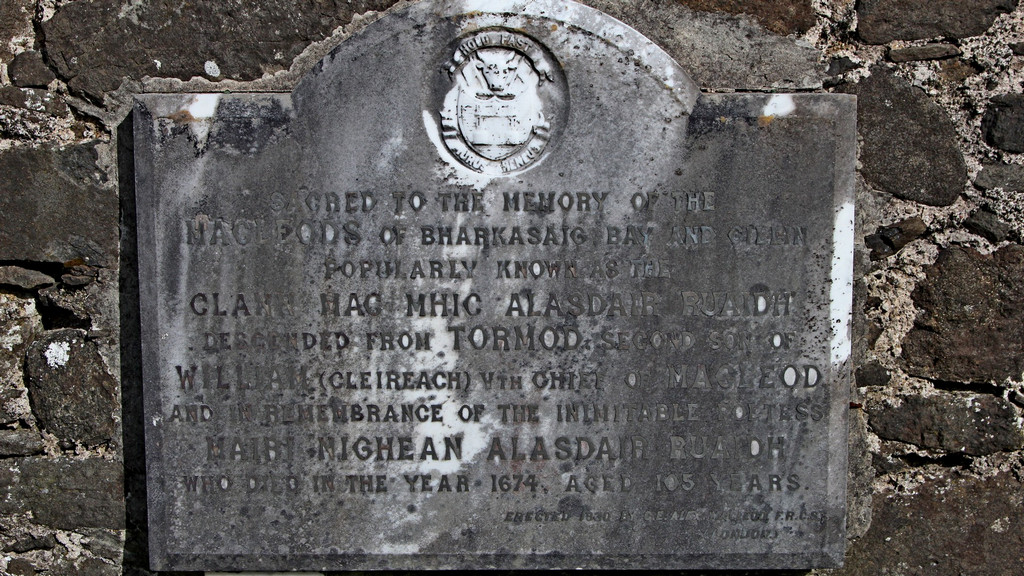 HOLD FAST
SACRED TO THE MEMORY OF THE
MACLEODS OF BHARKASAIG BAY AND
POPULARLY KNOWN AS THE
CLANN MAC MHIC ALASDAIR RUAIDH
DESCENDED FROM TORMOD, SECOND SON OF
WILLIAM (CLEIREACH) VTH CHIEF OF MACLEOD
AND IN REMEMBRANCE OF THE INIMITABLE POETESS
MAIRI NIGHEAN ALASDAIR RUAIDH
WHO DIED IN THE YEAR 1674, AGED 105 YEARS.
ERECTED 1930 BY